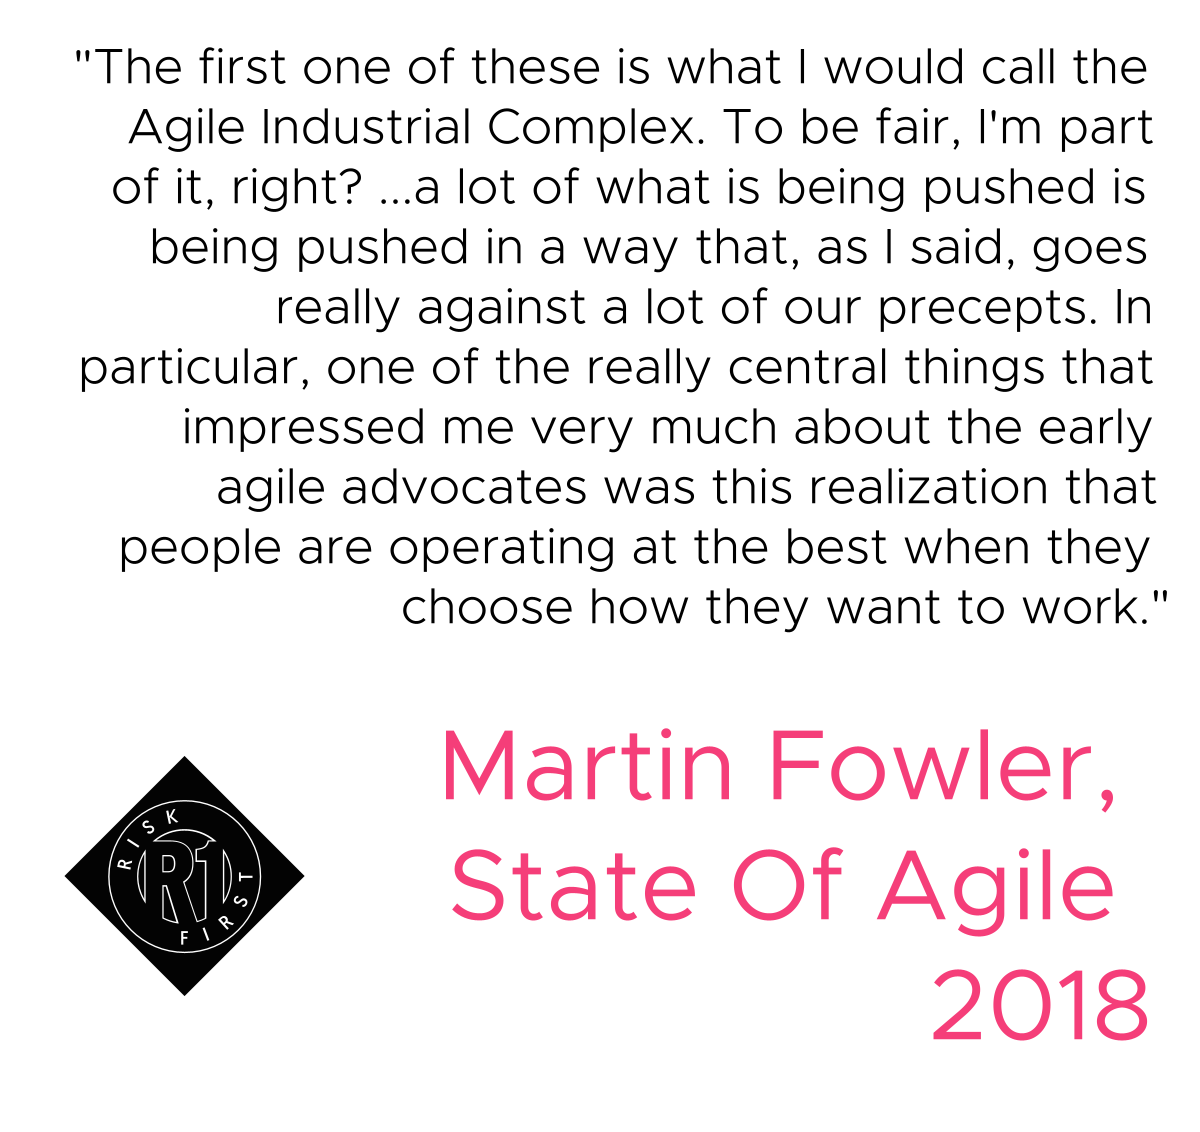 "The first one of these is what I would call the
Agile Industrial Complex. To be fair, I'm part
of it, right? ...a lot of what is being pushed is
being pushed in a way that, as I said, goes
really against a lot of our precepts. In
particular, one of the really central things that
impressed me very much about the early
agile advocates was this realization that
people are operating at the best when they
choose how they want to work."
Martin Fowler,
State Of Agile
2018
RISK
R1
FIRST